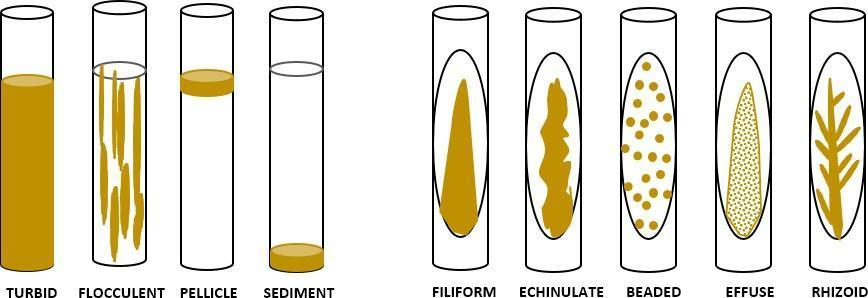 TURBID FLOCCULENT PELLICLE SEDIMENT FILIFORM ECHINULATE BEADED EFFUSE RHIZOID